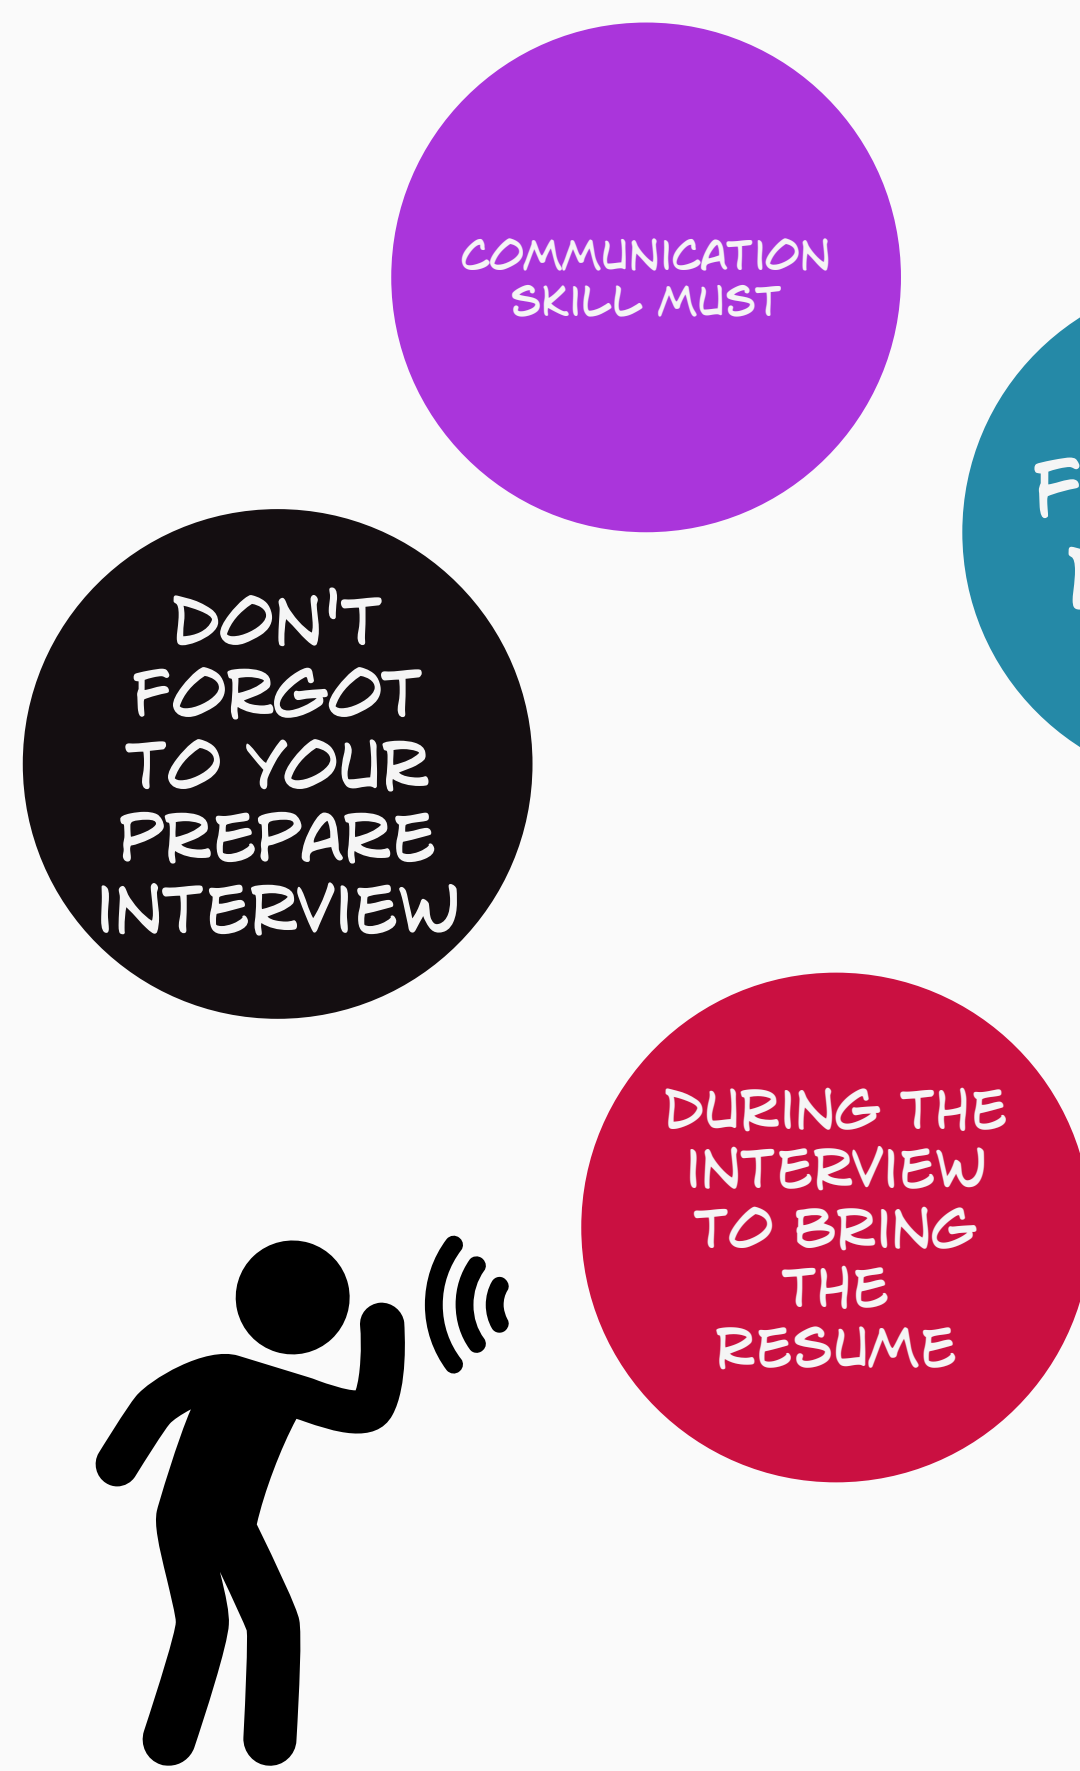 COMMUNICATION
SKILL MUST
DON'T
FORGOT
TO YOUR
PREPARE
INTERVIEW
DURING THE
INTERVIEW
TO BRING
THE
RESUME